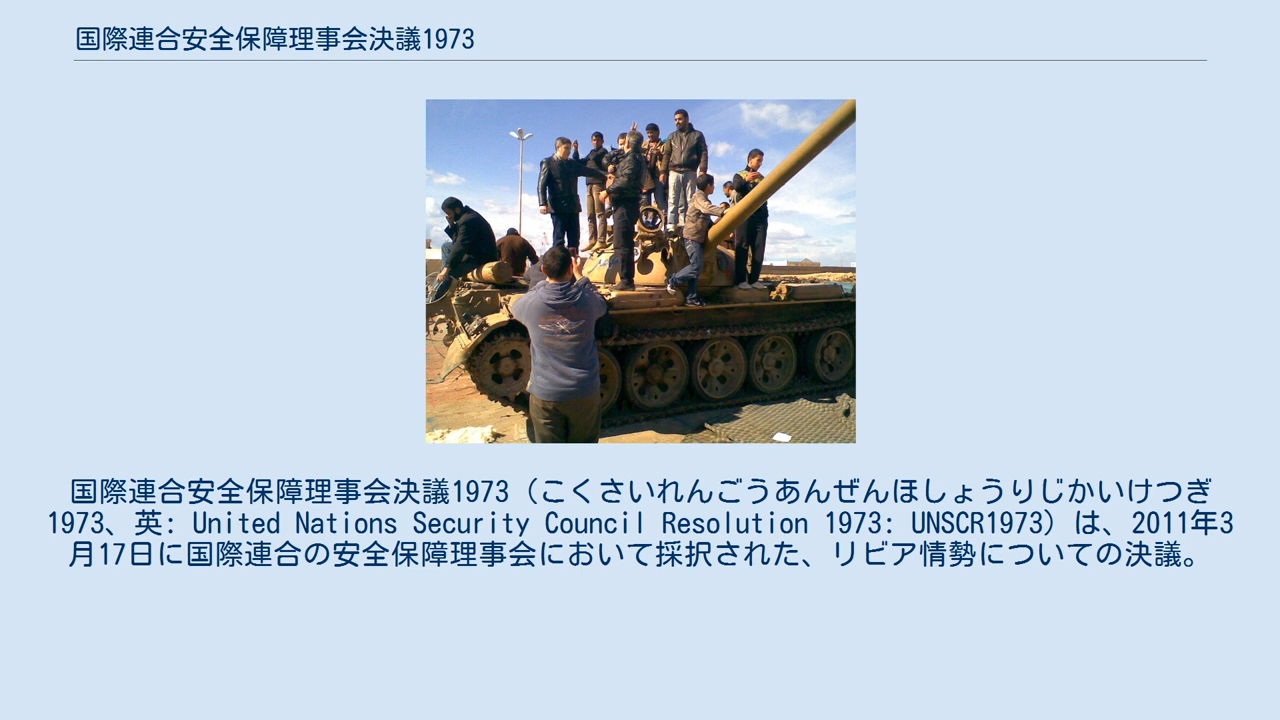 国際連合安全保障理事会決議1973
国際連合安全保障理事会決議1973（こくさいれんごうあんぜんほしょうりじかいけつぎ
1973、英: United Nations Security Council Resolution 1973: UNSCR1973）は、2011年3
月17日に国際連合の安全保障理事会において採択された、リビア情勢についての決議。